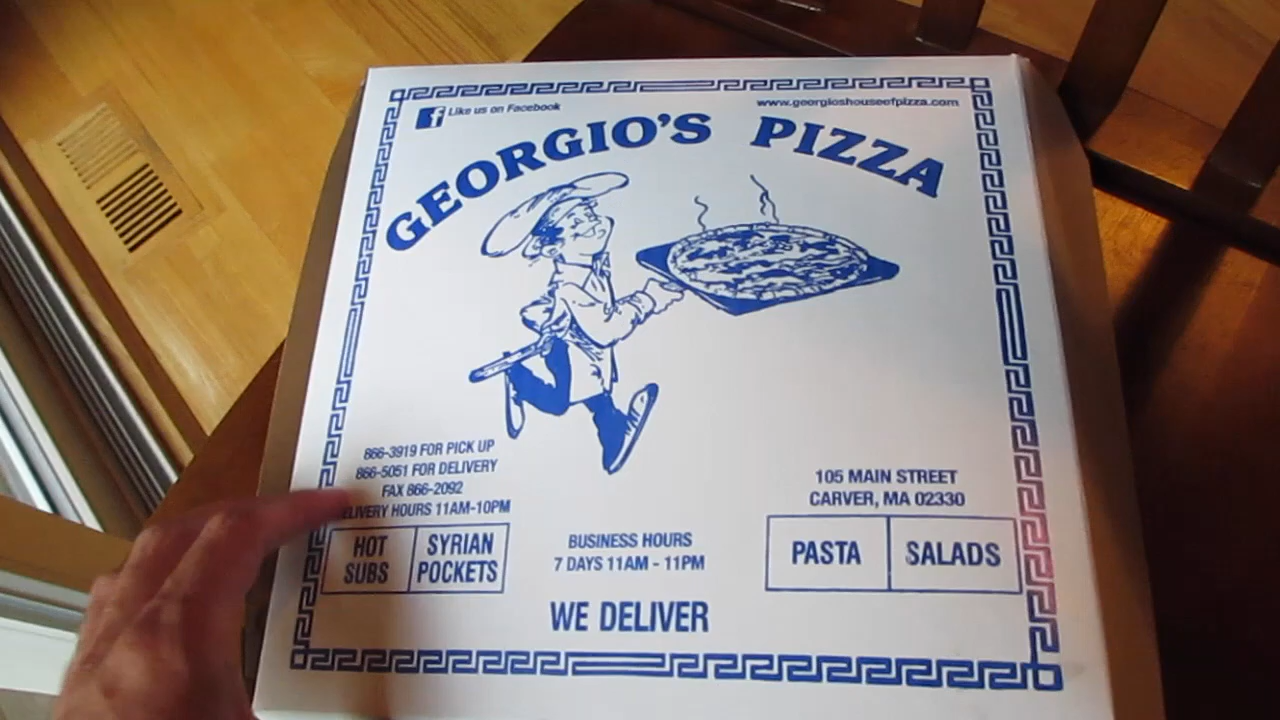 Like us on Facebook
www.georgioshouseofpizza.com
GEORGIO'S PIZZA
866-3919 FOR PICK UP
866-5051 FOR DELIVERY
FAX 866-2092
ELIVERY HOURS 11AM-10PM
HOT
SUBS
SYRIAN
POCKETS
BUSINESS HOURS
7 DAYS 11AM - 11PM
WE DELIVER
105 MAIN STREET
CARVER, MA 02330
PASTA
SALADS